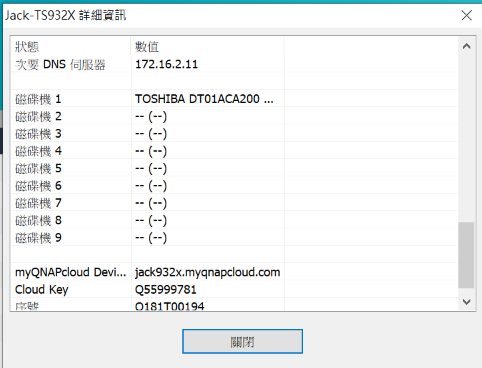 Jack-TS932X 詳細資訊
狀態 數值
次要 DNS 伺服器 172.16.2.11
磁碟機 1 TOSHIBA DT01ACA200 ...
磁碟機 2 -- (--)
磁碟機 3 -- (--)
磁碟機 4 -- (--)
磁碟機 5 -- (--)
磁碟機 6 -- (--)
磁碟機 7 -- (--)
磁碟機 8 -- (--)
磁碟機 9 -- (--)
myQNAPcloud Devi... jack932x.myqnapcloud.com
Cloud Key Q55999781
序號 Q181T00194
關閉